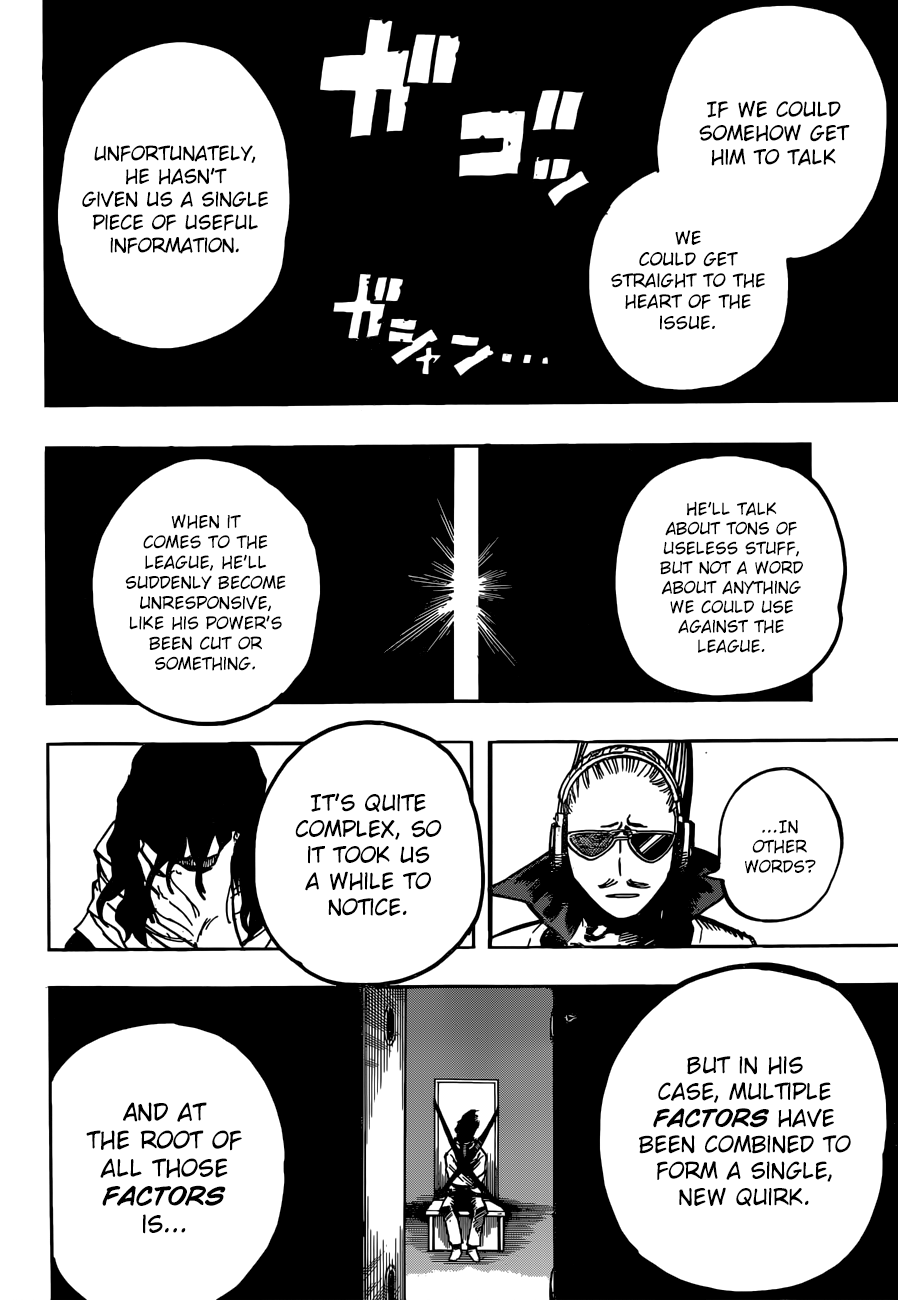 IF WE COULD
SOMEHOW GET
HIM TO TALK
WE
COULD GET
STRAIGHT TO THE
HEART OF THE
ISSUE.
ガゴン
ガシャン...
UNFORTUNATELY,
HE HASN'T
GIVEN US A SINGLE
PIECE OF USEFUL
INFORMATION.
HE'LL TALK
ABOUT TONS OF
USELESS STUFF,
BUT NOT A WORD
ABOUT ANYTHING
WE COULD USE
AGAINST THE
LEAGUE.
WHEN IT
COMES TO THE
LEAGUE, HE'LL
SUDDENLY BECOME
UNRESPONSIVE,
LIKE HIS POWER'S
BEEN CUT OR
SOMETHING.
...IN
OTHER
WORDS?
IT'S QUITE
COMPLEX, SO
IT TOOK US
A WHILE TO
NOTICE.
BUT IN HIS
CASE, MULTIPLE
FACTORS HAVE
BEEN COMBINED TO
FORM A SINGLE,
NEW QUIRK.
AND AT
THE ROOT OF
ALL THOSE
FACTORS
IS...